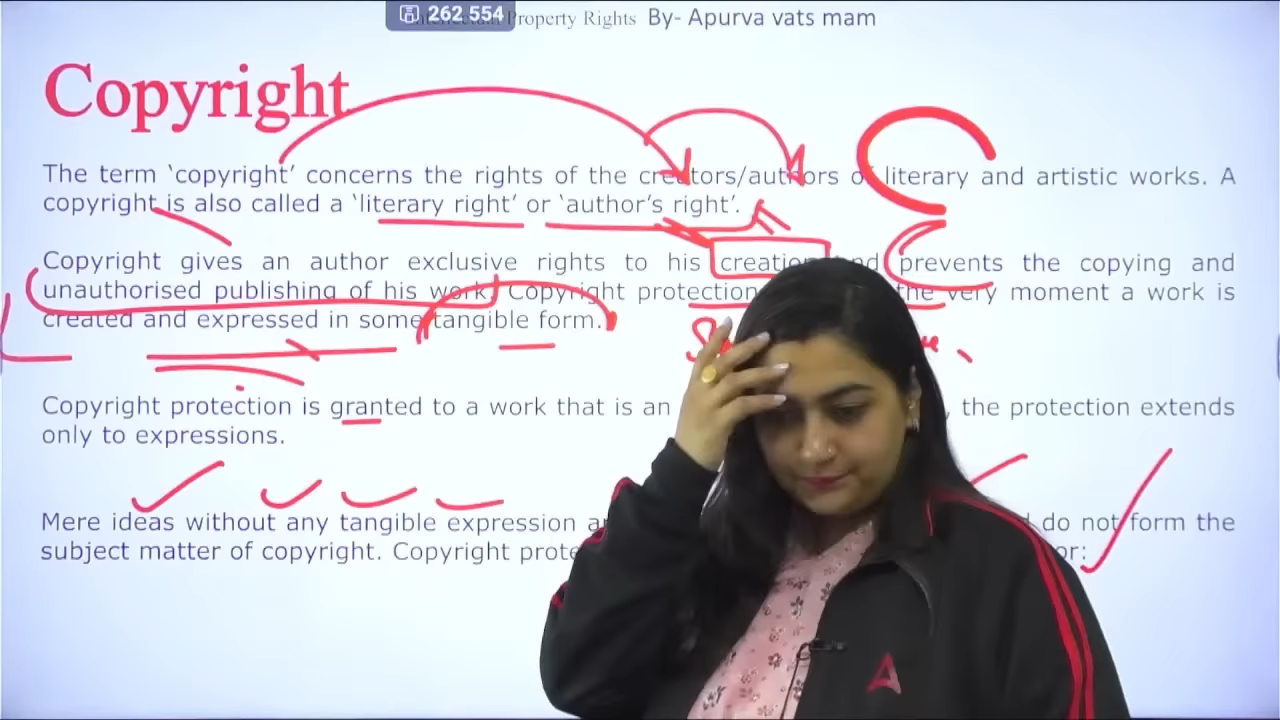 262 554
Property Rights By- Apurva vats mam
Copyright
The term ‘copyright’ concerns the rights of the creators/authors of literary and artistic works. A
copyright is also called a ‘literary right’ or ‘author’s right’.
Copyright gives an author exclusive rights to his creation and prevents the copying and
unauthorised publishing of his work. Copyright protection the very moment a work is
created and expressed in some tangible form.
Copyright protection is granted to a work that is an , the protection extends
only to expressions.
Mere ideas without any tangible expression do not form the
subject matter of copyright. Copyright or: